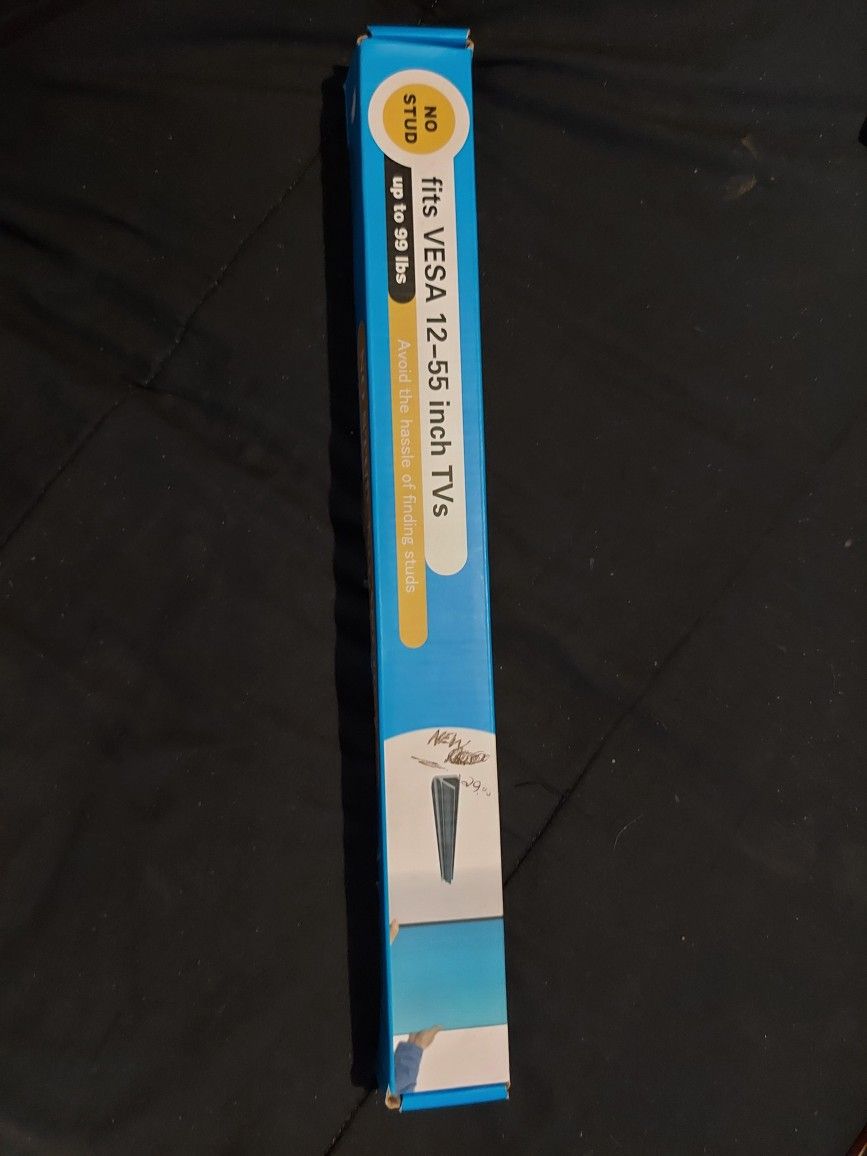 NO
STUD
fits VESA 12–55 inch TVs
up to 99 lbs
Avoid the hassle of finding studs
NEW